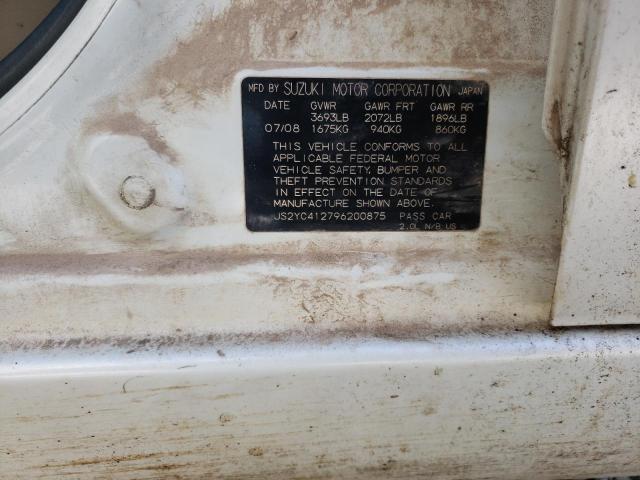 MFD BY SUZUKI MOTOR CORPORATION JAPAN
DATE GVWR GAWR FRT GAWR RR
3693LB 2072LB 1896LB
07/08 1675KG 940KG 860KG
THIS VEHICLE CONFORMS TO ALL
APPLICABLE FEDERAL MOTOR
VEHICLE SAFETY, BUMPER AND
THEFT PREVENTION STANDARDS
IN EFFECT ON THE DATE OF
MANUFACTURE SHOWN ABOVE.
JS2YC412796200875 PASS CAR
2.0L N/B US